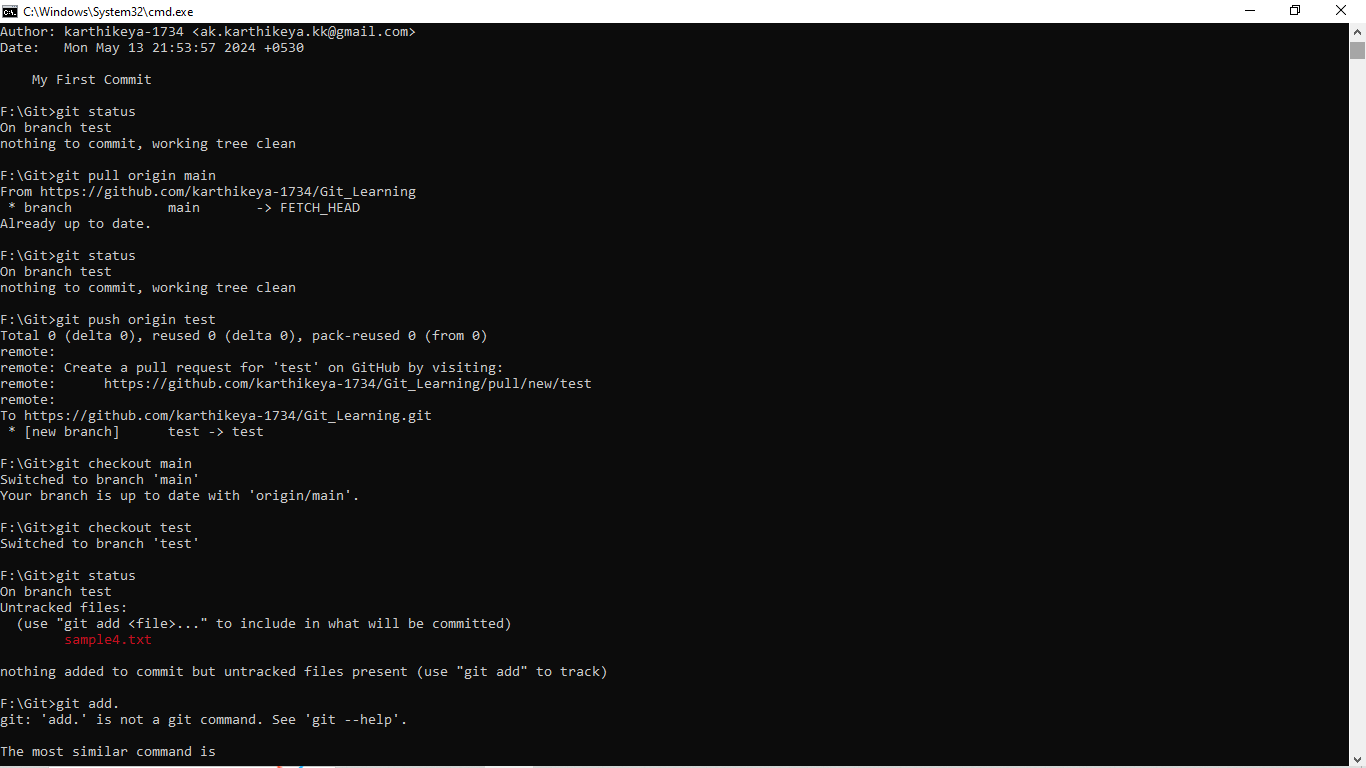 C:\Windows\System32\cmd.exe
Author: karthikeya-1734 <ak.karthikeya.kk@gmail.com>
Date:   Mon May 13 21:53:57 2024 +0530
    My First Commit
F:\Git>git status
On branch test
nothing to commit, working tree clean
F:\Git>git pull origin main
From https://github.com/karthikeya-1734/Git_Learning
 * branch            main       -> FETCH_HEAD
Already up to date.
F:\Git>git status
On branch test
nothing to commit, working tree clean
F:\Git>git push origin test
Total 0 (delta 0), reused 0 (delta 0), pack-reused 0 (from 0)
remote:
remote: Create a pull request for 'test' on GitHub by visiting:
remote:      https://github.com/karthikeya-1734/Git_Learning/pull/new/test
remote:
To https://github.com/karthikeya-1734/Git_Learning.git
 * [new branch]      test -> test
F:\Git>git checkout main
Switched to branch 'main'
Your branch is up to date with 'origin/main'.
F:\Git>git checkout test
Switched to branch 'test'
F:\Git>git status
On branch test
Untracked files:
  (use "git add <file>..." to include in what will be committed)
        sample4.txt
nothing added to commit but untracked files present (use "git add" to track)
F:\Git>git add.
git: 'add.' is not a git command. See 'git --help'.
The most similar command is